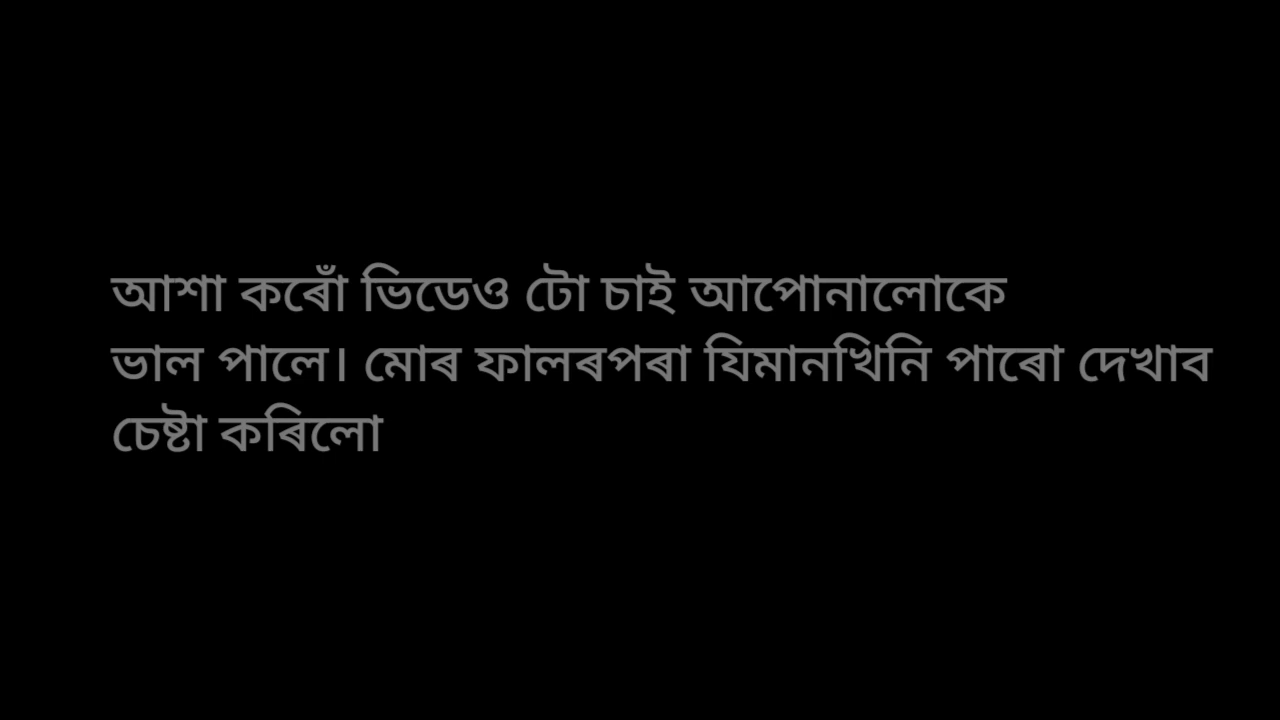 আশা কৰোঁ ভিডেও টো চাই আপোনালোকে
ভাল পালে। মোৰ ফালৰপৰা যিমানখিনি পাৰো দেখাব
চেষ্টা কৰিলো